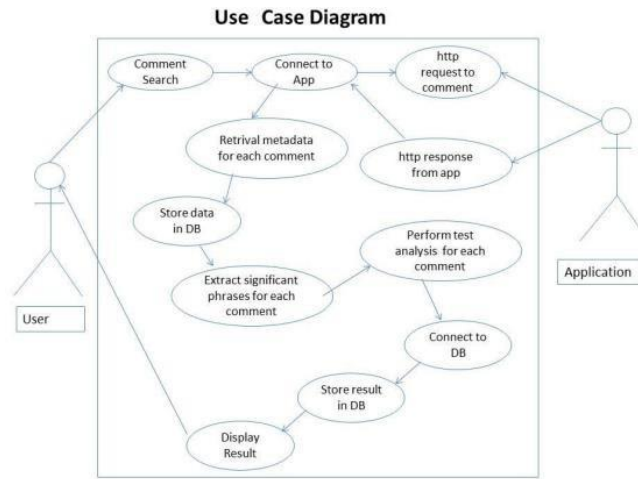 Use Case Diagram
Comment
Search
Connect to
App
http
request to
comment
Retrival metadata
for each comment
http response
from app
Store data
in DB
Perform test
analysis for each
comment
Extract significant
phrases for each
comment
User
Application
Connect to
DB
Store result
in DB
Display
Result